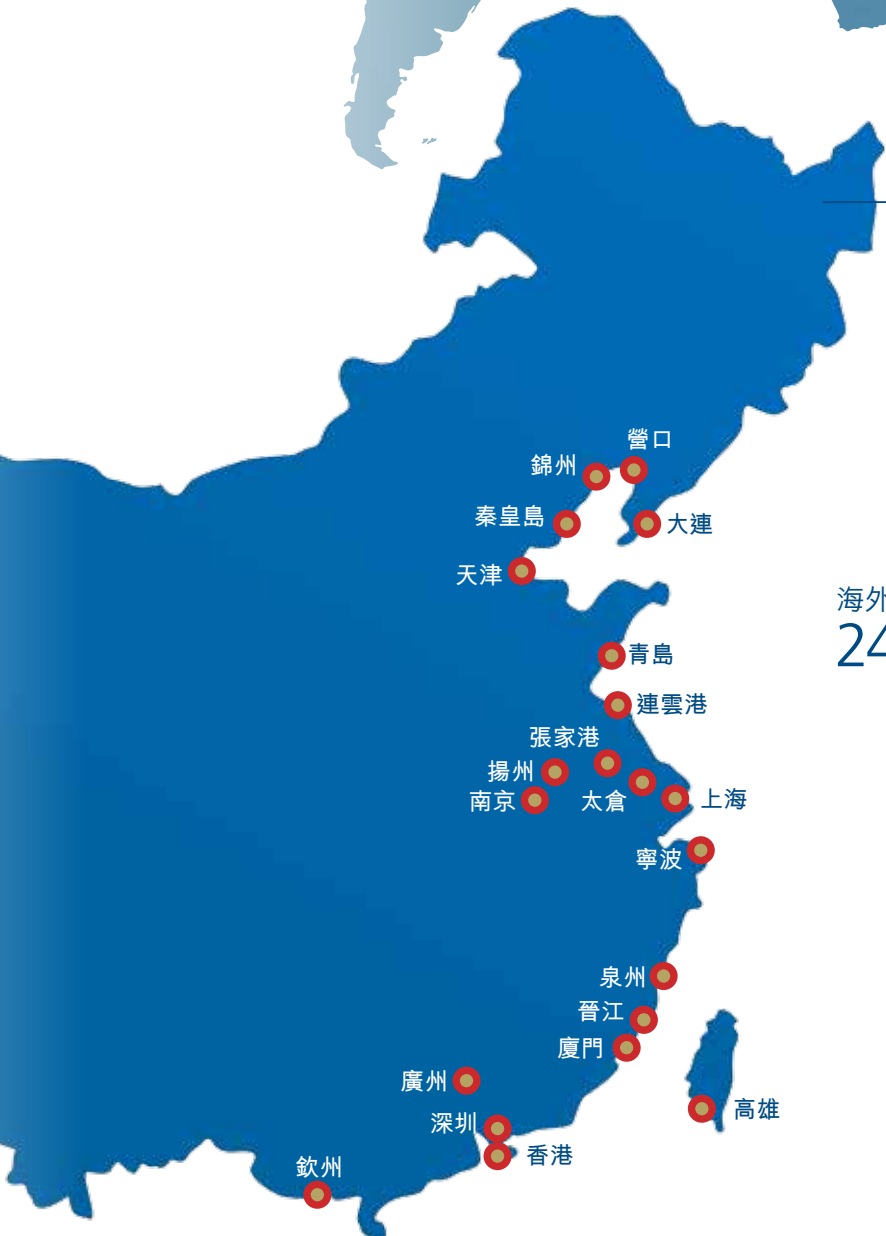 營口
錦州
秦皇島
大連
天津
海外
24
青島
連雲港
張家港
揚州
南京
太倉
上海
寧波
泉州
晉江
廈門
廣州
深圳
高雄
香港
欽州